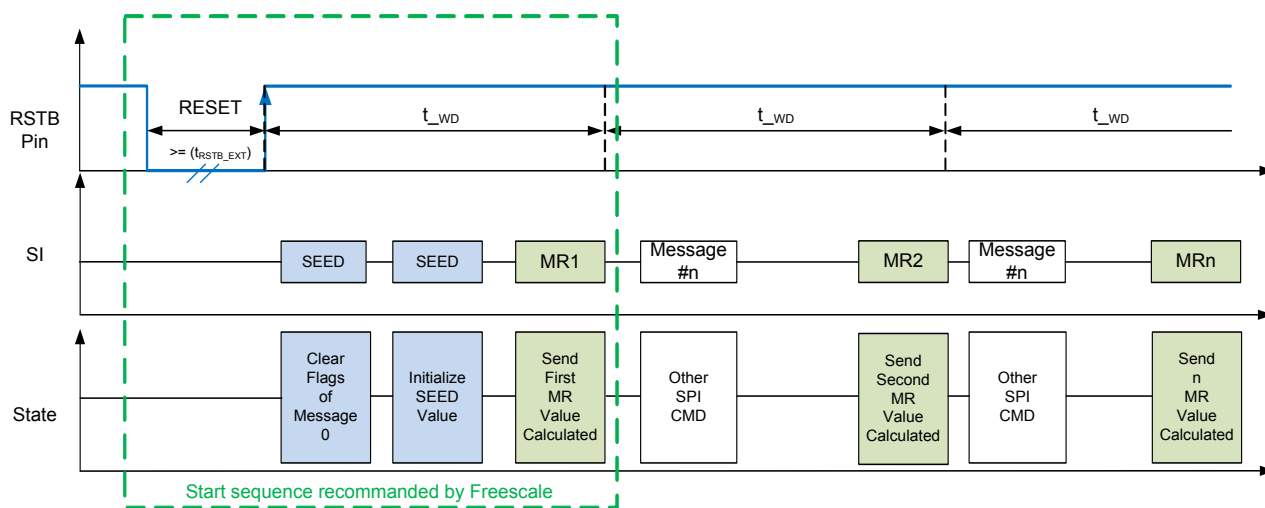 RSTB
Pin
RESET
>= (t_RSTB_EXT)
t_WD
t_WD
t_WD
SI
SEED
SEED
MR1
Message
#n
MR2
Message
#n
MRn
State
Clear
Flags
of
Message
0
Initialize
SEED
Value
Send
First
MR
Value
Calculated
Other
SPI
CMD
Send
Second
MR
Value
Calculated
Other
SPI
CMD
Send
n
MR
Value
Calculated
Start sequence recommanded by Freescale